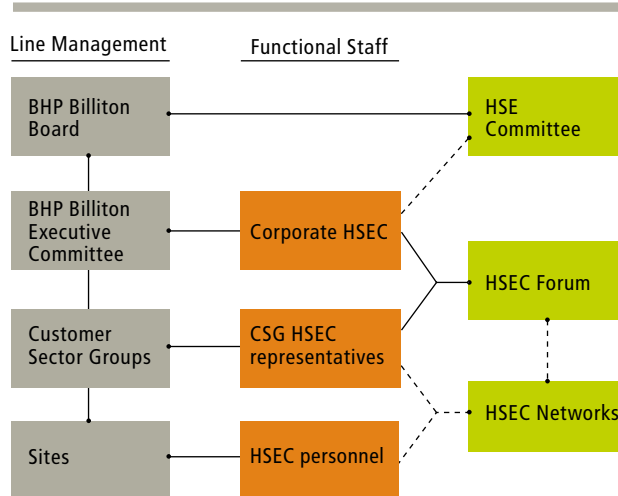 Line Management
Functional Staff
BHP Billiton
Board
HSE
Committee
BHP Billiton
Executive
Committee
Corporate HSEC
HSEC Forum
Customer
Sector Groups
CSG HSEC
representatives
HSEC Networks
Sites
HSEC personnel